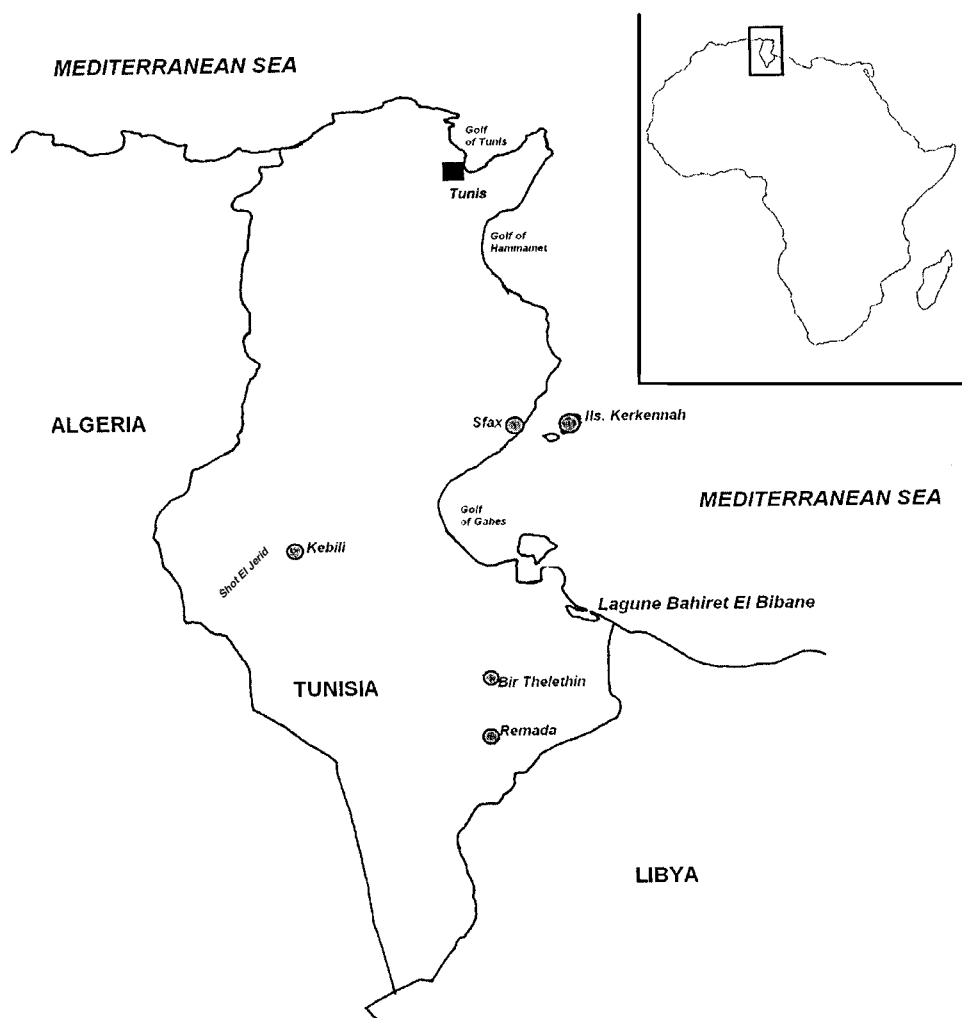 MEDITERRANEAN SEA
Golf
of Tunis
Tunis
Golf of
Hammamet
ALGERIA
Sfax
Ils. Kerkennah
MEDITERRANEAN SEA
Golf
of Gabes
Kebili
Shot El Jerid
Lagune Bahiret El Bibane
TUNISIA
Bir Thelethin
Remada
LIBYA